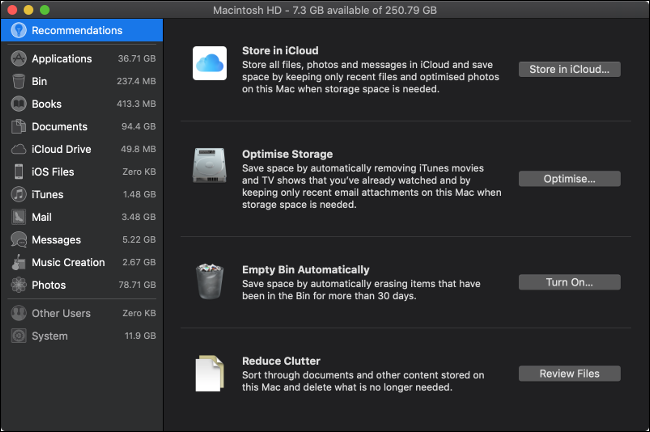 Macintosh HD - 7.3 GB available of 250.79 GB
Recommendations
Applications 36.71 GB
Bin 237.4 MB
Books 413.3 MB
Documents 94.4 GB
iCloud Drive 49.8 MB
iOS Files Zero KB
iTunes 1.48 GB
Mail 3.48 GB
Messages 5.22 GB
Music Creation 2.67 GB
Photos 78.71 GB
Other Users Zero KB
System 11.9 GB
Store in iCloud
Store all files, photos and messages in iCloud and save
space by keeping only recent files and optimised photos
on this Mac when storage space is needed.
Store in iCloud...
Optimise Storage
Save space by automatically removing iTunes movies
and TV shows that you've already watched and by
keeping only recent email attachments on this Mac when
storage space is needed.
Optimise...
Empty Bin Automatically
Save space by automatically erasing items that have
been in the Bin for more than 30 days.
Turn On...
Reduce Clutter
Sort through documents and other content stored on
this Mac and delete what is no longer needed.
Review Files